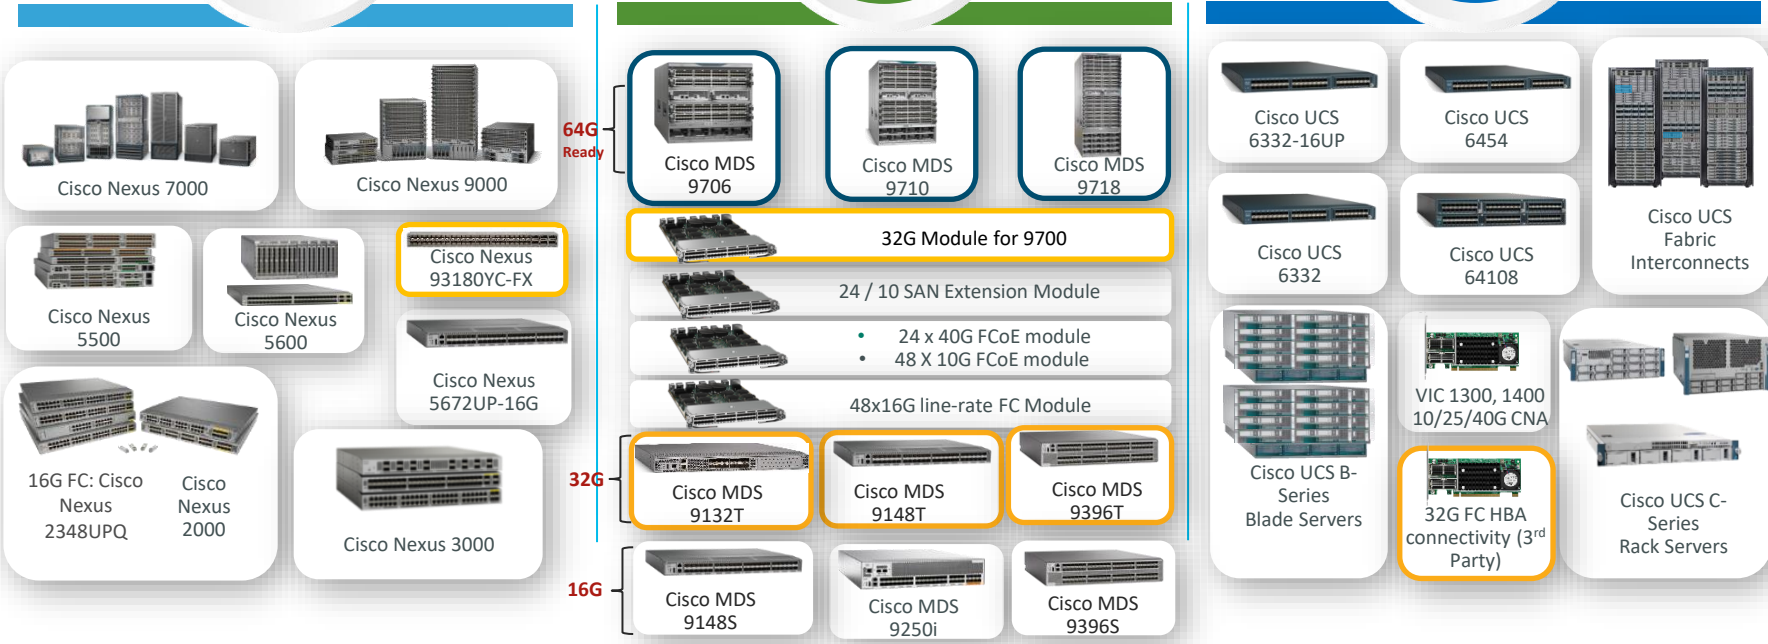 Cisco Nexus 7000
Cisco Nexus 9000
Cisco Nexus
5500
Cisco Nexus
5600
Cisco Nexus
93180YC-FX
Cisco Nexus
5672UP-16G
16G FC: Cisco
Nexus
2348UPQ
Cisco
Nexus
2000
Cisco Nexus 3000
64G
Ready
Cisco MDS
9706
Cisco MDS
9710
Cisco MDS
9718
32G Module for 9700
24 / 10 SAN Extension Module
• 24 x 40G FCoE module
• 48 X 10G FCoE module
48x16G line-rate FC Module
32G
Cisco MDS
9132T
Cisco MDS
9148T
Cisco MDS
9396T
16G
Cisco MDS
9148S
Cisco MDS
9250i
Cisco MDS
9396S
Cisco UCS
6332-16UP
Cisco UCS
6454
Cisco UCS
6332
Cisco UCS
64108
Cisco UCS
Fabric
Interconnects
Cisco UCS B-
Series
Blade Servers
VIC 1300, 1400
10/25/40G CNA
32G FC HBA
connectivity (3rd
Party)
Cisco UCS C-
Series
Rack Servers